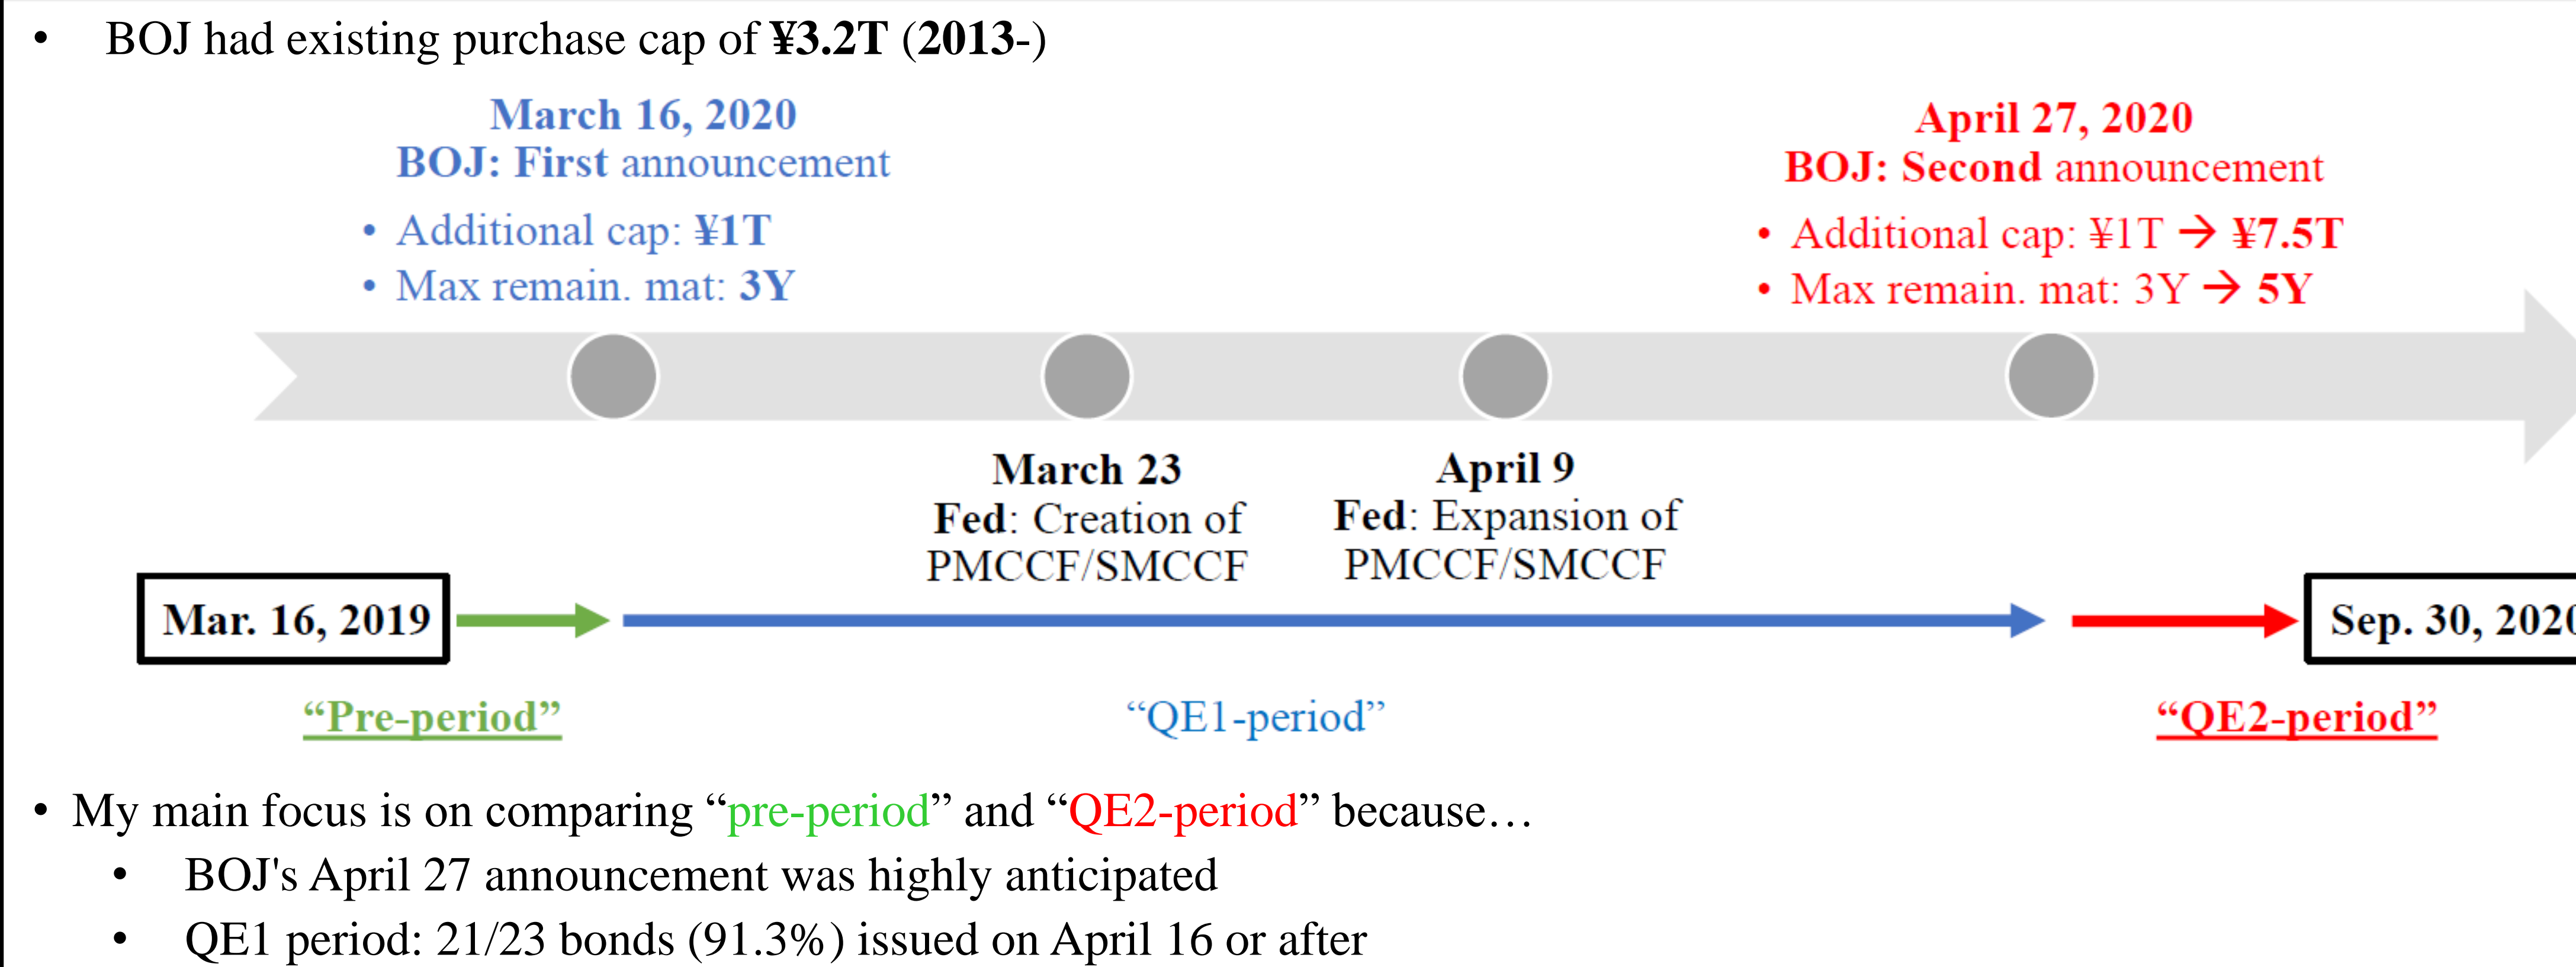 • BOJ had existing purchase cap of ¥3.2T (2013-)
March 16, 2020
BOJ: First announcement
• Additional cap: ¥1T
• Max remain. mat: 3Y
April 27, 2020
BOJ: Second announcement
• Additional cap: ¥1T → ¥7.5T
• Max remain. mat: 3Y → 5Y
March 23
Fed: Creation of
PMCCF/SMCCF
April 9
Fed: Expansion of
PMCCF/SMCCF
Mar. 16, 2019
Sep. 30, 2020
“Pre-period”
“QE1-period”
“QE2-period”
• My main focus is on comparing “pre-period” and “QE2-period” because…
• BOJ's April 27 announcement was highly anticipated
• QE1 period: 21/23 bonds (91.3%) issued on April 16 or after